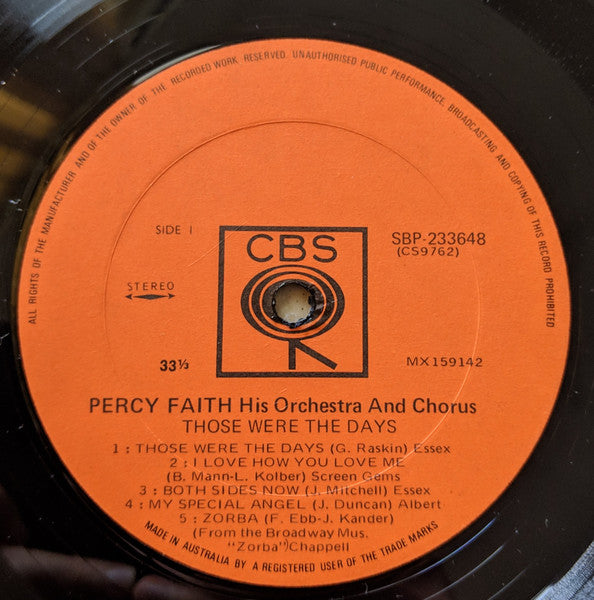 ALL RIGHTS OF THE MANUFACTURER AND OF THE OWNER OF THE RECORDED WORK RESERVED. UNAUTHORISED PUBLIC PERFORMANCE, BROADCASTING AND COPYING OF THIS RECORD PROHIBITED
SIDE I
CBS
SBP-233648
(CS9762)
STEREO
33⅓
MX159142
PERCY FAITH His Orchestra And Chorus
THOSE WERE THE DAYS
1 : THOSE WERE THE DAYS (G. Raskin) Essex
2 : I LOVE HOW YOU LOVE ME
(B. Mann-L. Kolber) Screen Gems
3 : BOTH SIDES NOW (J. Mitchell) Essex
4 : MY SPECIAL ANGEL (J. Duncan) Albert
5 : ZORBA (F. Ebb-J. Kander)
(From the Broadway Mus.
"Zorba")Chappell
MADE IN AUSTRALIA BY A REGISTERED USER OF THE TRADE MARKS